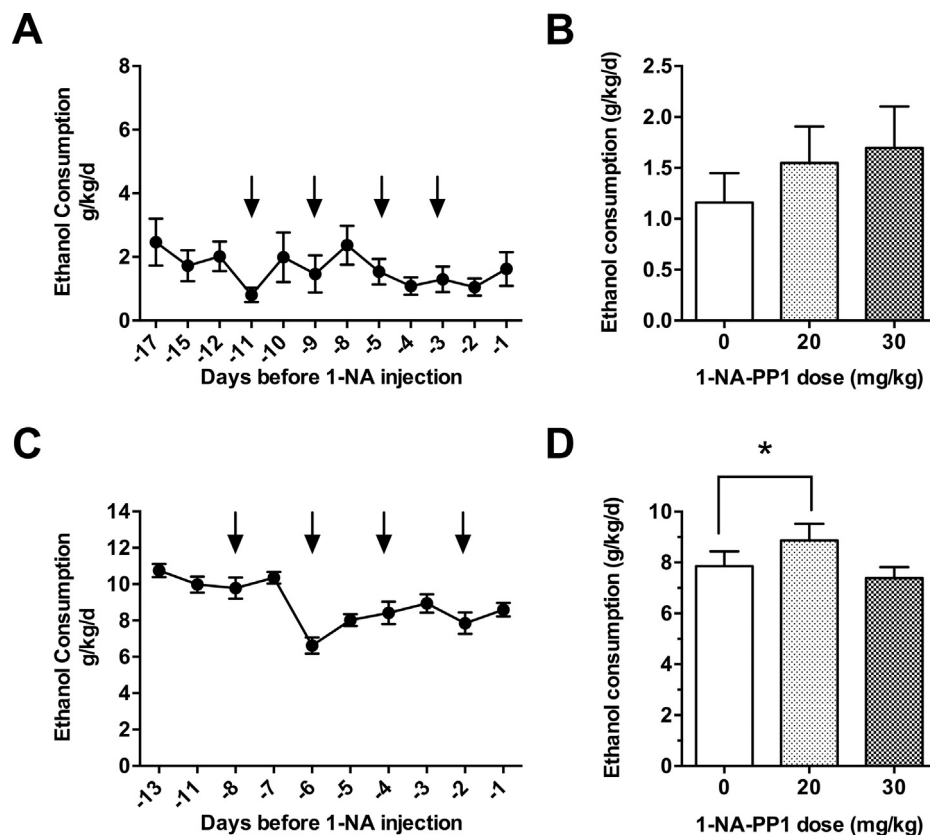 A
Ethanol Consumption
g/kg/d
8
6
4
2
0
-17 -15 -12 -11 -10 -9 -8 -5 -4 -3 -2 -1
Days before 1-NA injection
B
Ethanol consumption (g/kg/d)
2.5
2.0
1.5
1.0
0.5
0.0
0 20 30
1-NA-PP1 dose (mg/kg)
C
Ethanol Consumption
g/kg/d
14
12
10
8
6
4
2
0
-13 -11 -8 -7 -6 -5 -4 -3 -2 -1
Days before 1-NA injection
D
*
Ethanol consumption (g/kg/d)
10
8
6
4
2
0
0 20 30
1-NA-PP1 dose (mg/kg)